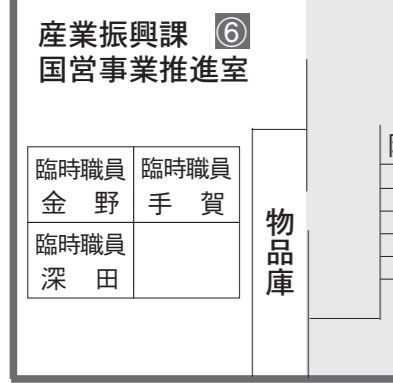 産業振興課 ⑥
国営事業推進室
臨時職員 臨時職員
金 野 手 賀
臨時職員
深 田
物品庫